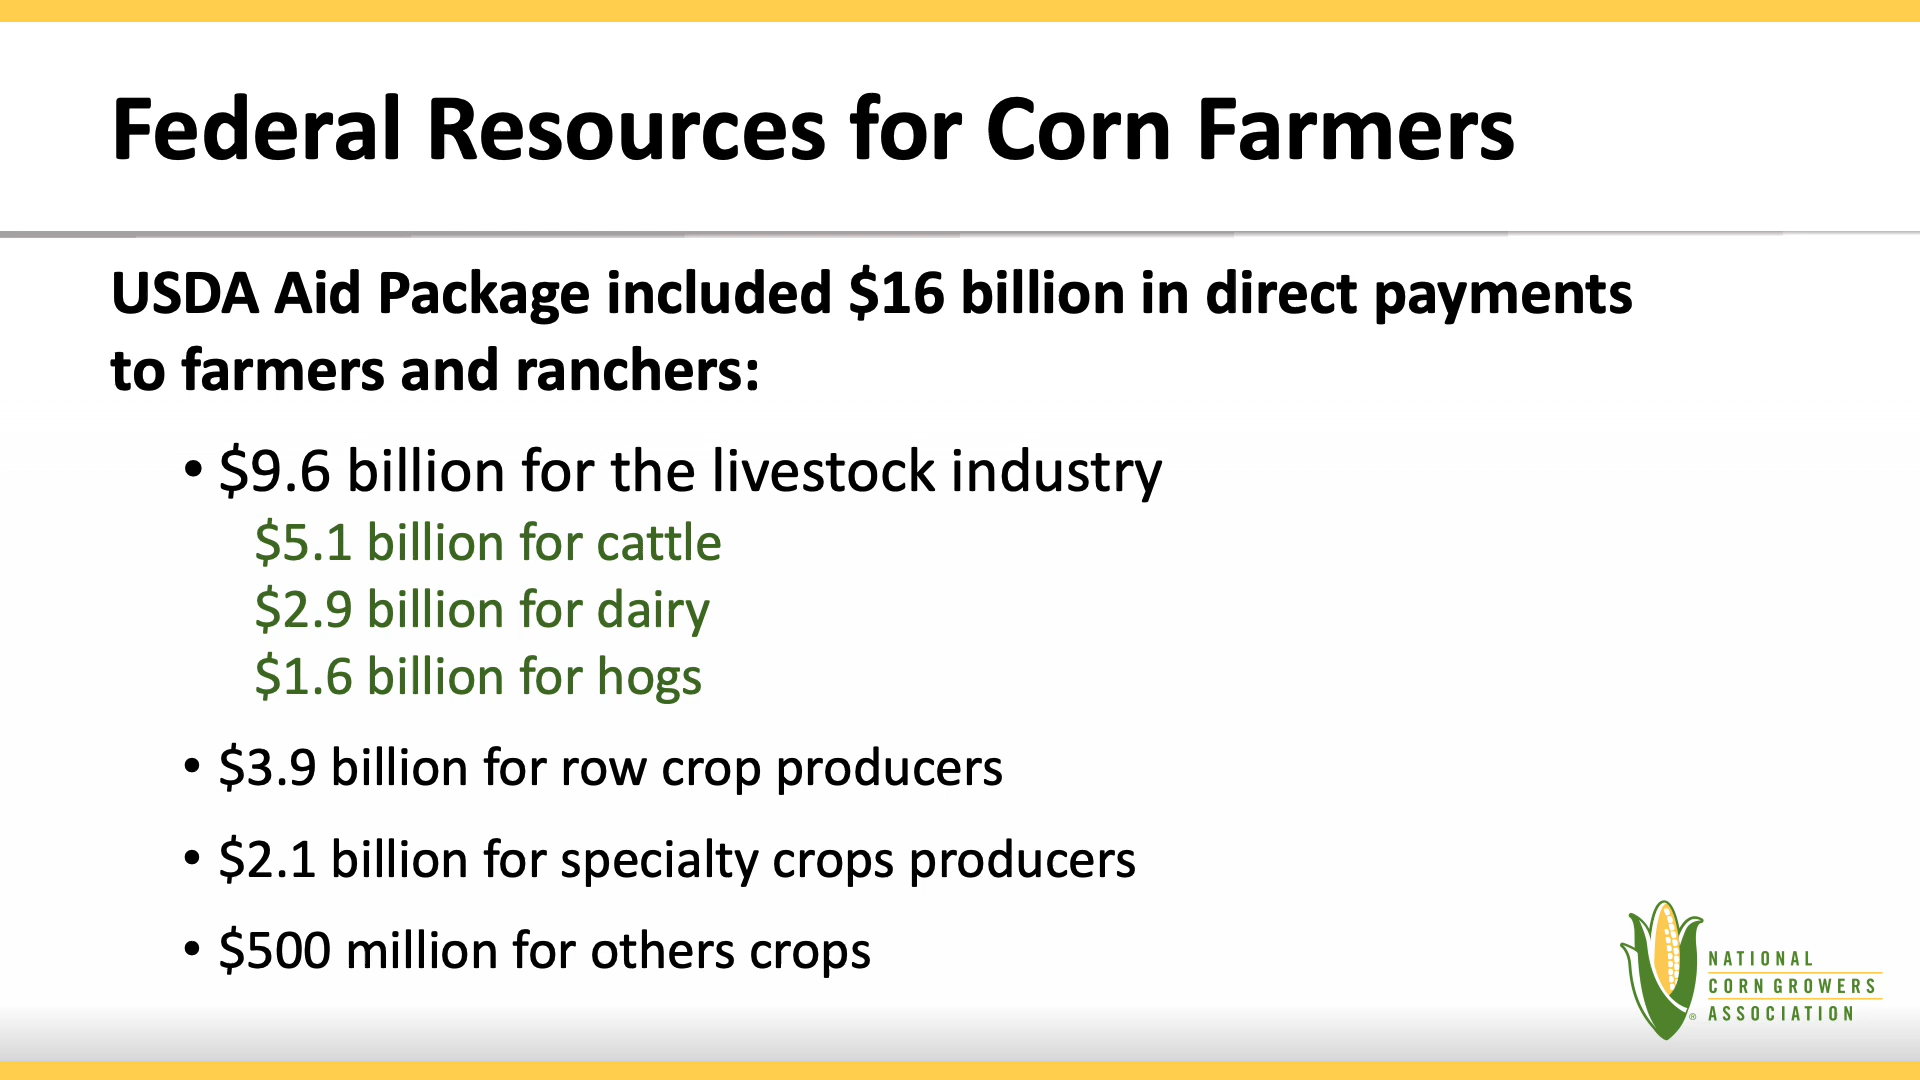 Federal Resources for Corn Farmers
USDA Aid Package included $16 billion in direct payments
to farmers and ranchers:
• $9.6 billion for the livestock industry
$5.1 billion for cattle
$2.9 billion for dairy
$1.6 billion for hogs
• $3.9 billion for row crop producers
• $2.1 billion for specialty crops producers
• $500 million for others crops
NATIONAL
CORN GROWERS
® ASSOCIATION